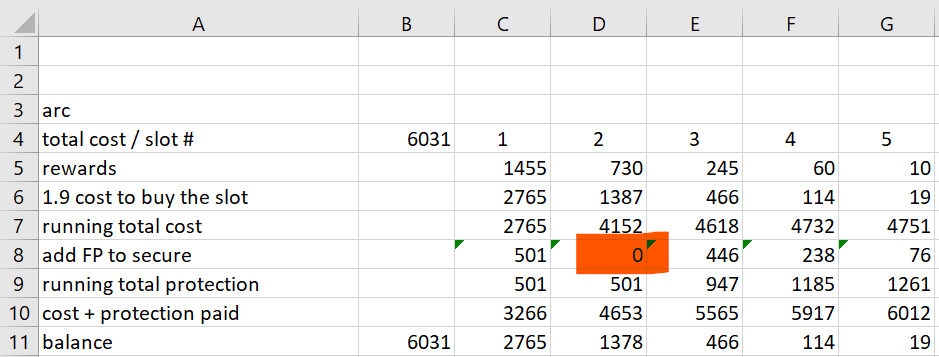 A B C D E F G
1
2
3 arc
4 total cost / slot # 6031 1 2 3 4 5
5 rewards 1455 730 245 60 10
6 1.9 cost to buy the slot 2765 1387 466 114 19
7 running total cost 2765 4152 4618 4732 4751
8 add FP to secure 501 0 446 238 76
9 running total protection 501 501 947 1185 1261
10 cost + protection paid 3266 4653 5565 5917 6012
11 balance 6031 2765 1378 466 114 19